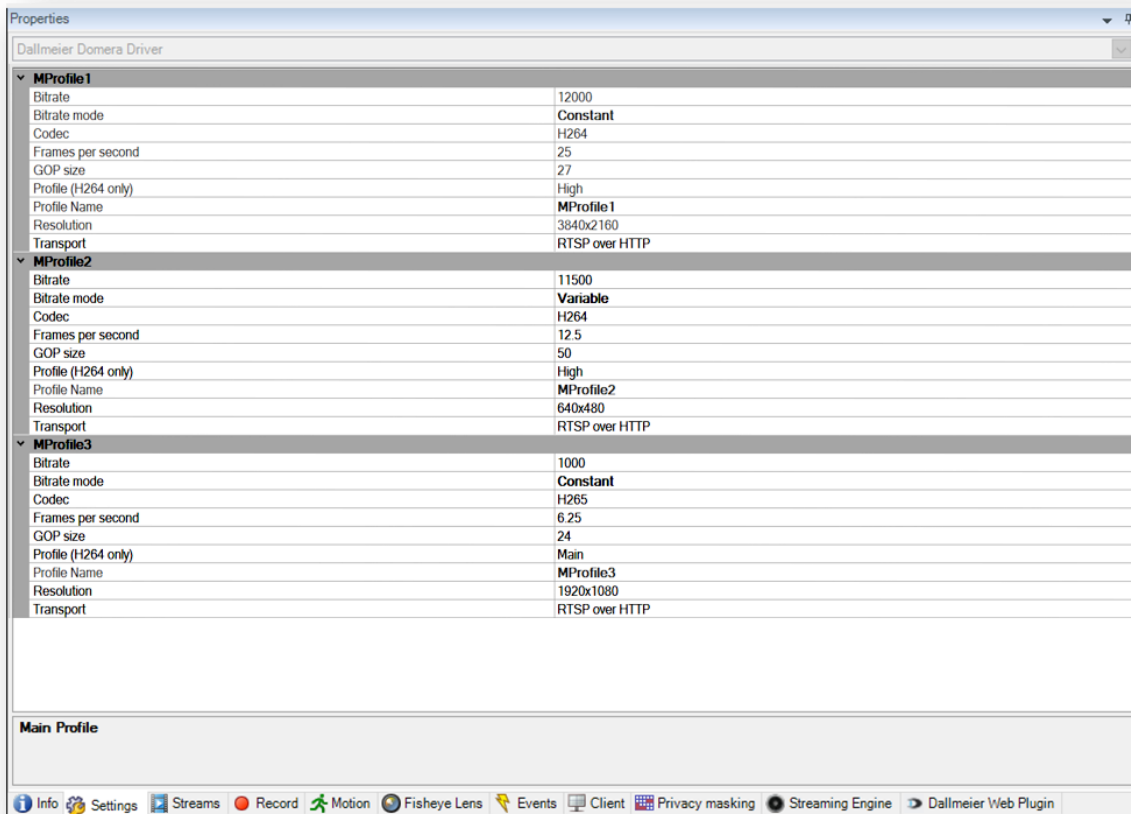 Properties
Dallmeier Domera Driver
MProfile1
Bitrate 12000
Bitrate mode Constant
Codec H264
Frames per second 25
GOP size 27
Profile (H264 only) High
Profile Name MProfile1
Resolution 3840x2160
Transport RTSP over HTTP
MProfile2
Bitrate 11500
Bitrate mode Variable
Codec H264
Frames per second 12.5
GOP size 50
Profile (H264 only) High
Profile Name MProfile2
Resolution 640x480
Transport RTSP over HTTP
MProfile3
Bitrate 1000
Bitrate mode Constant
Codec H265
Frames per second 6.25
GOP size 24
Profile (H264 only) Main
Profile Name MProfile3
Resolution 1920x1080
Transport RTSP over HTTP
Main Profile
Info Settings Streams Record Motion Fisheye Lens Events Client Privacy masking Streaming Engine Dallmeier Web Plugin